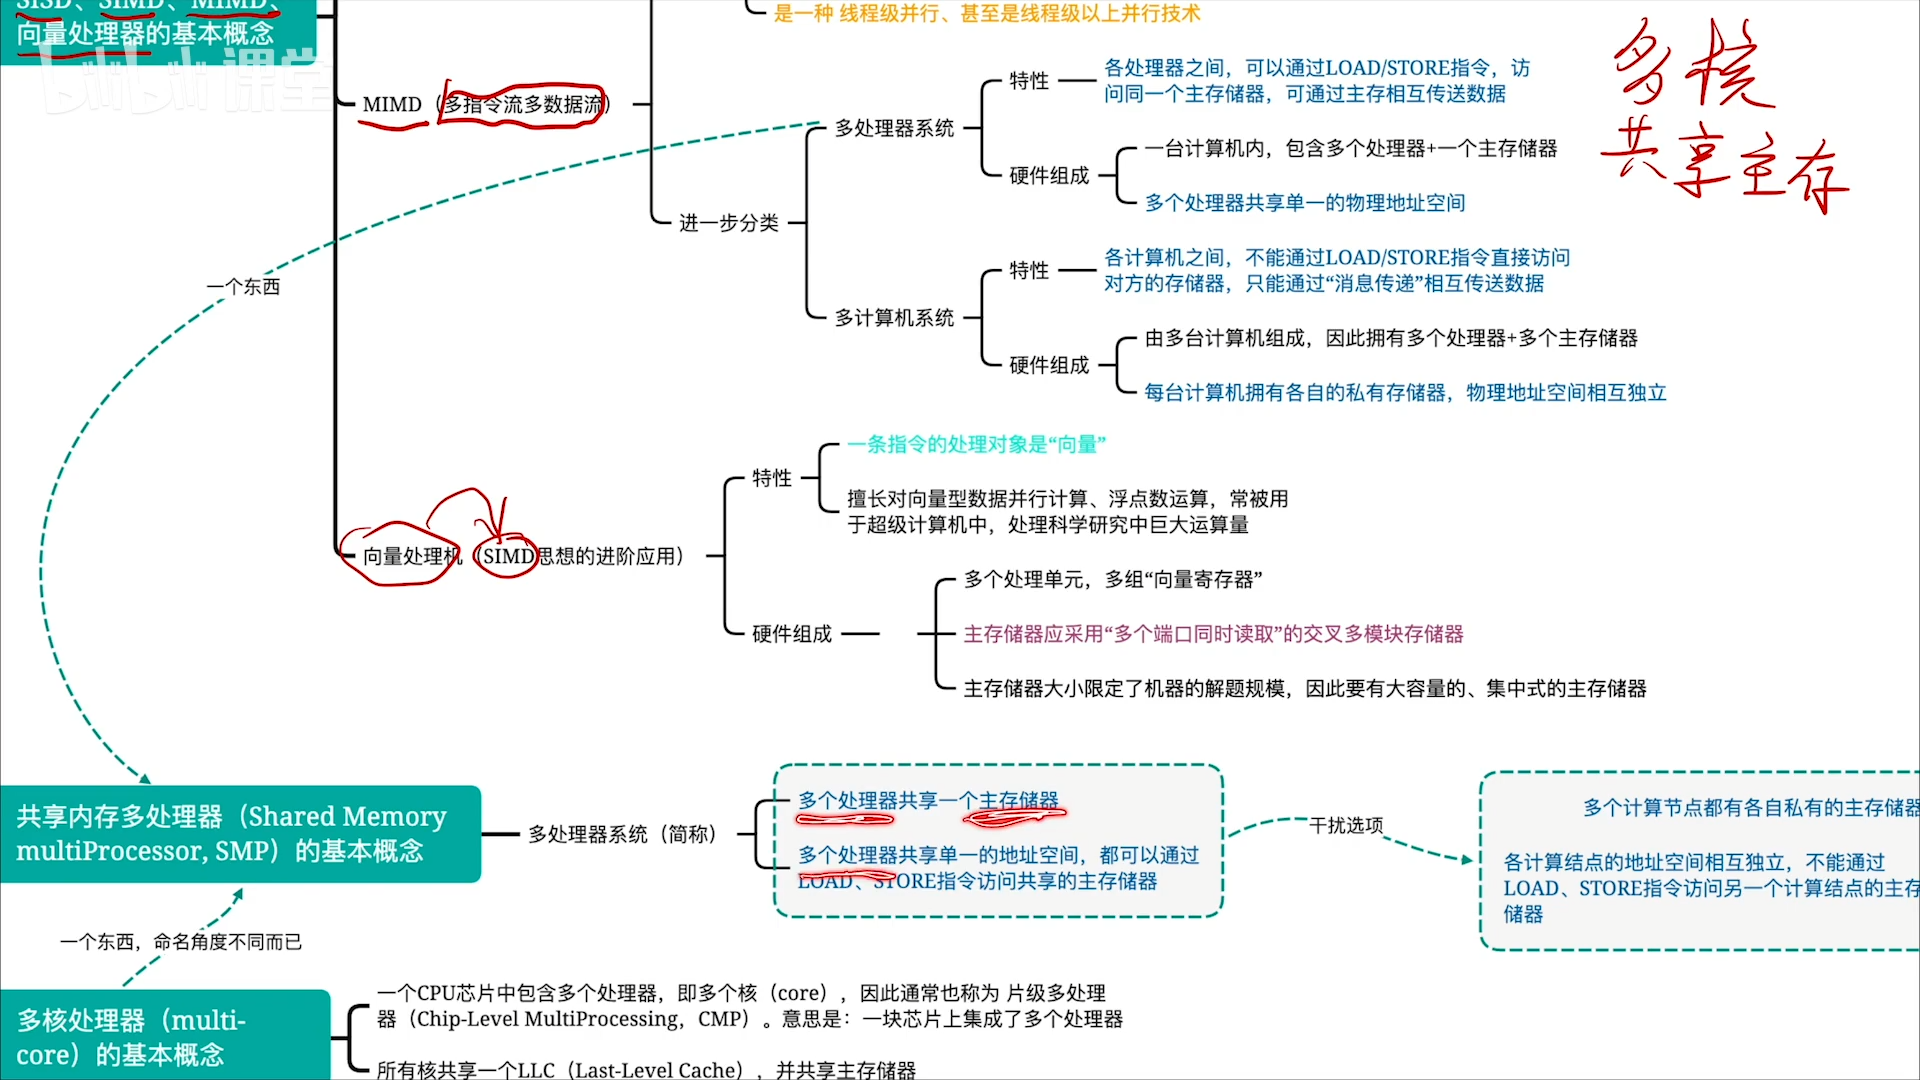 SISD、SIMD、MIMD、
向量处理器的基本概念
bilibili 课堂
是一种 线程级并行、甚至是线程级以上并行技术
MIMD（多指令流多数据流）
进一步分类
多处理器系统
特性
各处理器之间，可以通过LOAD/STORE指令，访
问同一个主存储器，可通过主存相互传送数据
硬件组成
一台计算机内，包含多个处理器+一个主存储器
多个处理器共享单一的物理地址空间
多核
共享主存
一个东西
多计算机系统
特性
各计算机之间，不能通过LOAD/STORE指令直接访问
对方的存储器，只能通过“消息传递”相互传送数据
硬件组成
由多台计算机组成，因此拥有多个处理器+多个主存储器
每台计算机拥有各自的私有存储器，物理地址空间相互独立
向量处理机（SIMD思想的进阶应用）
特性
一条指令的处理对象是“向量”
擅长对向量型数据并行计算、浮点数运算，常被用
于超级计算机中，处理科学研究中巨大运算量
硬件组成
多个处理单元，多组“向量寄存器”
主存储器应采用“多个端口同时读取”的交叉多模块存储器
主存储器大小限定了机器的解题规模，因此要有大容量的、集中式的主存储器
共享内存多处理器（Shared Memory
multiProcessor, SMP）的基本概念
多处理器系统（简称）
多个处理器共享一个主存储器
多个处理器共享单一的地址空间，都可以通过
LOAD、STORE指令访问共享的主存储器
干扰选项
多个计算节点都有各自私有的主存储器
各计算结点的地址空间相互独立，不能通过
LOAD、STORE指令访问另一个计算结点的主存
储器
一个东西，命名角度不同而已
多核处理器（multi-
core）的基本概念
一个CPU芯片中包含多个处理器，即多个核（core），因此通常也称为 片级多处理
器（Chip-Level MultiProcessing，CMP）。意思是：一块芯片上集成了多个处理器
所有核共享一个LLC（Last-Level Cache），并共享主存储器